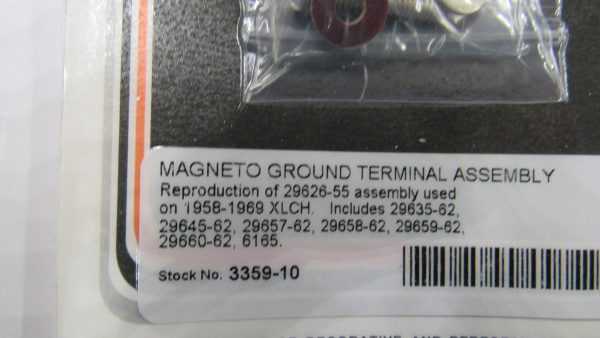 MAGNETO GROUND TERMINAL ASSEMBLY
Reproduction of 29626-55 assembly used
on 1958-1969 XLCH. Includes 29635-62,
29645-62, 29657-62, 29658-62, 29659-62,
29660-62, 6165.
Stock No. 3359-10